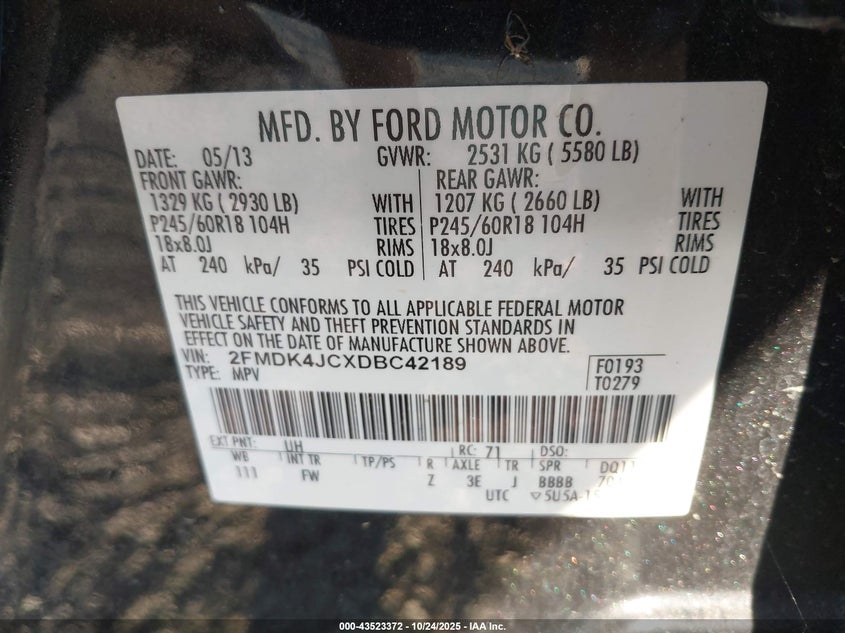 MFD. BY FORD MOTOR CO.
DATE: 05/13 GVWR: 2531 KG ( 5580 LB)
FRONT GAWR: REAR GAWR:
1329 KG ( 2930 LB) WITH 1207 KG ( 2660 LB) WITH
P245/60R18 104H TIRES P245/60R18 104H TIRES
18x8.0J RIMS 18x8.0J RIMS
AT 240 kPa/ 35 PSI COLD AT 240 kPa/ 35 PSI COLD
THIS VEHICLE CONFORMS TO ALL APPLICABLE FEDERAL MOTOR
VEHICLE SAFETY AND THEFT PREVENTION STANDARDS IN
EFFECT ON THE DATE OF MANUFACTURE SHOWN ABOVE.
VIN: 2FMDK4JCXDBC42189 F0193
TYPE: MPV T0279
EXT PNT: UH RC: 71 DSO:
WB INT TR TP/PS R AXLE TR SPR
111 FW Z 3E J BBBB
UTC ▽5U5A-
000-43523372 - 10/24/2025 - IAA Inc.